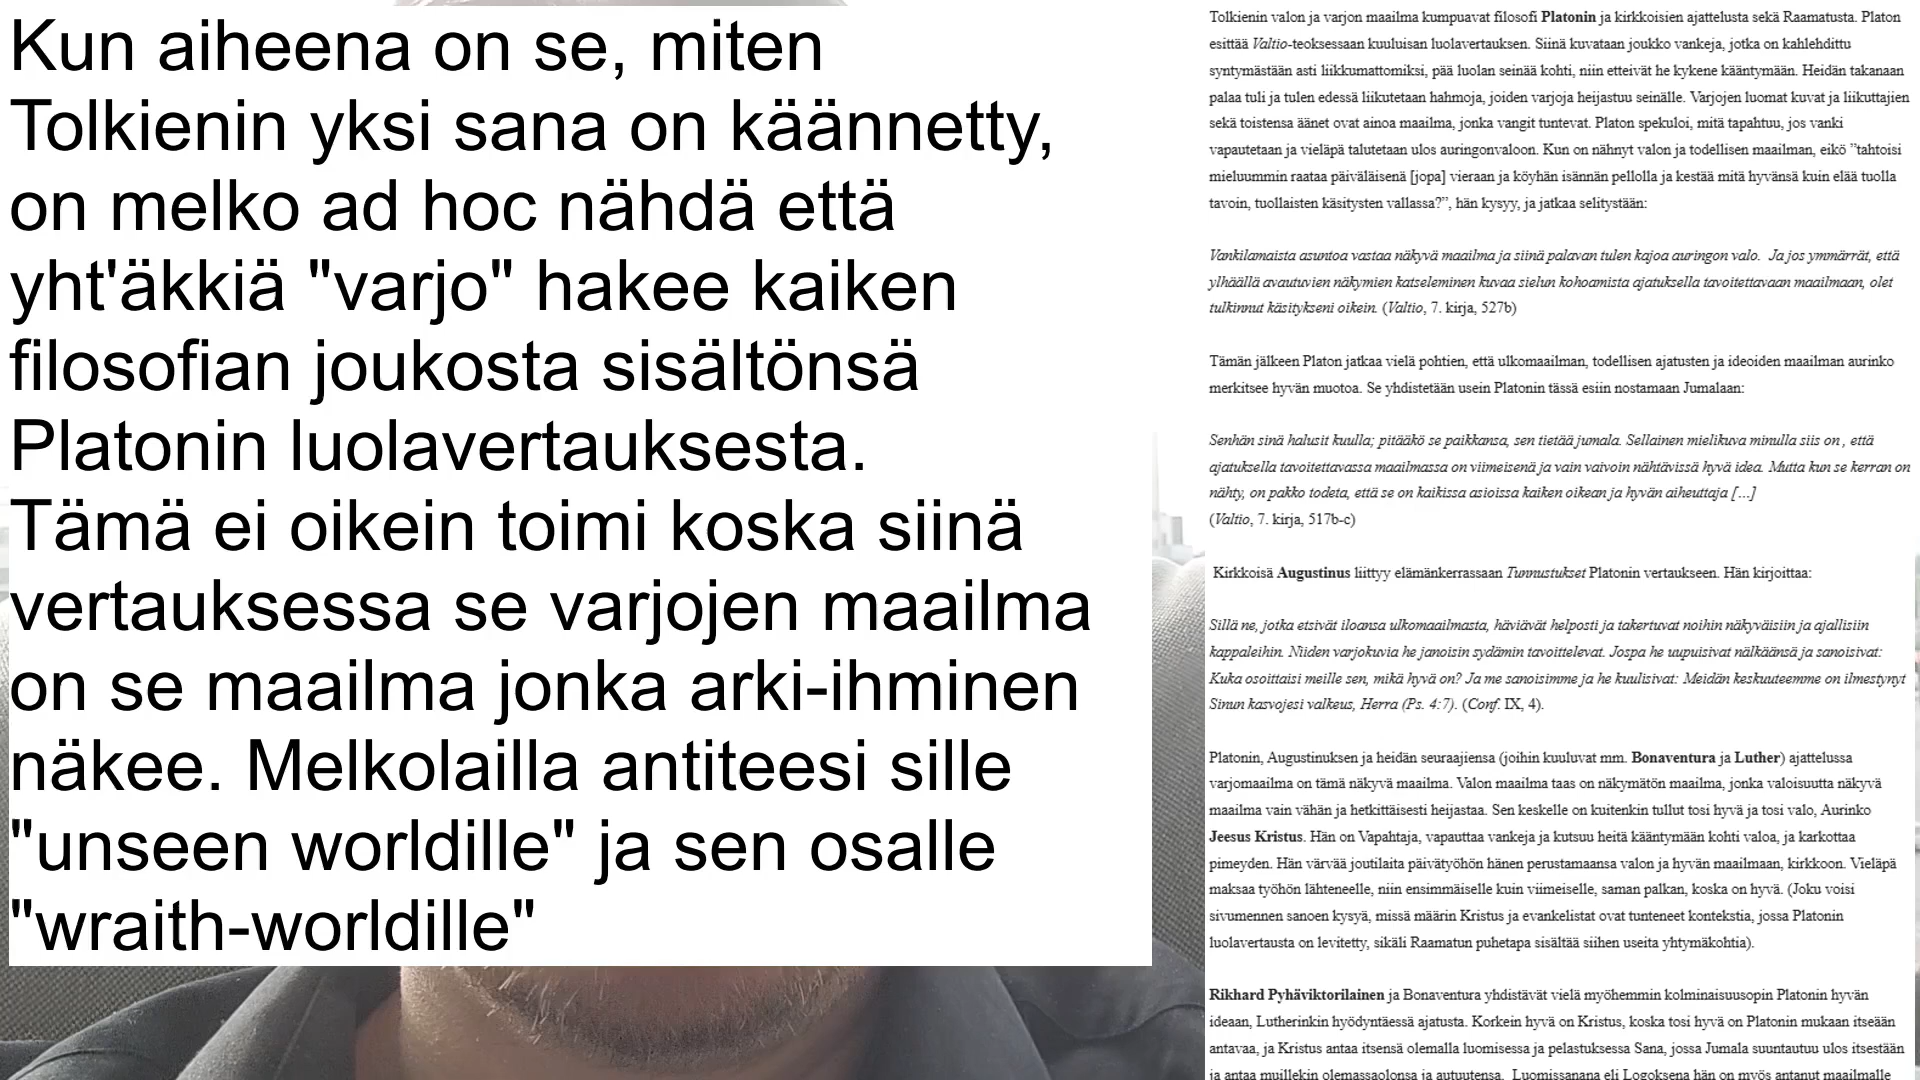 Kun aiheena on se, miten
Tolkienin yksi sana on käännetty,
on melko ad hoc nähdä että
yht'äkkiä "varjo" hakee kaiken
filosofian joukosta sisältönsä
Platonin luolavertauksesta.
Tämä ei oikein toimi koska siinä
vertauksessa se varjojen maailma
on se maailma jonka arki-ihminen
näkee. Melkolailla antiteesi sille
"unseen worldille" ja sen osalle
"wraith-worldille"
Tolkienin valon ja varjon maailma kumpuavat filosofi Platonin ja kirkkoisien ajattelusta sekä Raamatusta. Platon
esittää Valtio-teoksessaan kuuluisan luolavertauksen. Siinä kuvataan joukko vankeja, jotka on kahlehdittu
syntymästään asti liikkumattomiksi, pää luolan seinää kohti, niin etteivät he kykene kääntymään. Heidän takanaan
palaa tuli ja tulen edessä liikutetaan hahmoja, joiden varjoja heijastuu seinälle. Varjojen luomat kuvat ja liikuttajien
sekä toistensa äänet ovat ainoa maailma, jonka vangit tuntevat. Platon spekuloi, mitä tapahtuu, jos vanki
vapautetaan ja vieläpä talutetaan ulos auringonvaloon. Kun on nähnyt valon ja todellisen maailman, eikö ”tahtoisi
mieluummin raataa päiväläisenä [jopa] vieraan ja köyhän isännän pellolla ja kestää mitä hyvänsä kuin elää tuolla
tavoin, tuollaisten käsitysten vallassa?”, hän kysyy, ja jatkaa selitystään:
Vankilamaista asuntoa vastaa näkyvä maailma ja siinä palavan tulen kajoa auringon valo. Ja jos ymmärrät, että
ylhäällä avautuvien näkymien katseleminen kuvaa sielun kohoamista ajatuksella tavoitettavaan maailmaan, olet
tulkinnut käsitykseni oikein. (Valtio, 7. kirja, 527b)
Tämän jälkeen Platon jatkaa vielä pohtien, että ulkomaailman, todellisen ajatusten ja ideoiden maailman aurinko
merkitsee hyvän muotoa. Se yhdistetään usein Platonin tässä esiin nostamaan Jumalaan:
Senhän sinä halusit kuulla; pitääkö se paikkansa, sen tietää jumala. Sellainen mielikuva minulla siis on , että
ajatuksella tavoitettavassa maailmassa on viimeisenä ja vain vaivoin nähtävissä hyvä idea. Mutta kun se kerran on
nähty, on pakko todeta, että se on kaikissa asioissa kaiken oikean ja hyvän aiheuttaja […]
(Valtio, 7. kirja, 517b-c)
Kirkkoisä Augustinus liittyy elämänkerrassaan Tunnustukset Platonin vertaukseen. Hän kirjoittaa:
Sillä ne, jotka etsivät iloansa ulkomaailmasta, häviävät helposti ja takertuvat noihin näkyväisiin ja ajallisiin
kappaleihin. Niiden varjokuvia he janoisin sydämin tavoittelevat. Jospa he uupuisivat nälkäänsä ja sanoisivat:
Kuka osoittaisi meille sen, mikä hyvä on? Ja me sanoisimme ja he kuulisivat: Meidän keskuuteemme on ilmestynyt
Sinun kasvojesi valkeus, Herra (Ps. 4:7). (Conf. IX, 4).
Platonin, Augustinuksen ja heidän seuraajiensa (joihin kuuluvat mm. Bonaventura ja Luther) ajattelussa
varjomaailma on tämä näkyvä maailma. Valon maailma taas on näkymätön maailma, jonka valoisuutta näkyvä
maailma vain vähän ja hetkittäisesti heijastaa. Sen keskelle on kuitenkin tullut tosi hyvä ja tosi valo, Aurinko
Jeesus Kristus. Hän on Vapahtaja, vapauttaa vankeja ja kutsuu heitä kääntymään kohti valoa, ja karkottaa
pimeyden. Hän värvää joutilaita päivätyöhön hänen perustamaansa valon ja hyvän maailmaan, kirkkoon. Vieläpä
maksaa työhön lähteneelle, niin ensimmäiselle kuin viimeiselle, saman palkan, koska on hyvä. (Joku voisi
sivumennen sanoen kysyä, missä määrin Kristus ja evankelistat ovat tunteneet kontekstia, jossa Platonin
luolavertausta on levitetty, sikäli Raamatun puhetapa sisältää siihen useita yhtymäkohtia).
Rikhard Pyhäviktorilainen ja Bonaventura yhdistävät vielä myöhemmin kolminaisuusopin Platonin hyvän
ideaan, Lutherinkin hyödyntäessä ajatusta. Korkein hyvä on Kristus, koska tosi hyvä on Platonin mukaan itseään
antavaa, ja Kristus antaa itsensä olemalla luomisessa ja pelastuksessa Sana, jossa Jumala suuntautuu ulos itsestään
ja antaa muillekin olemassaolonsa ja autuutensa. Luomissanana eli Logoksena hän on myös antanut maailmalle